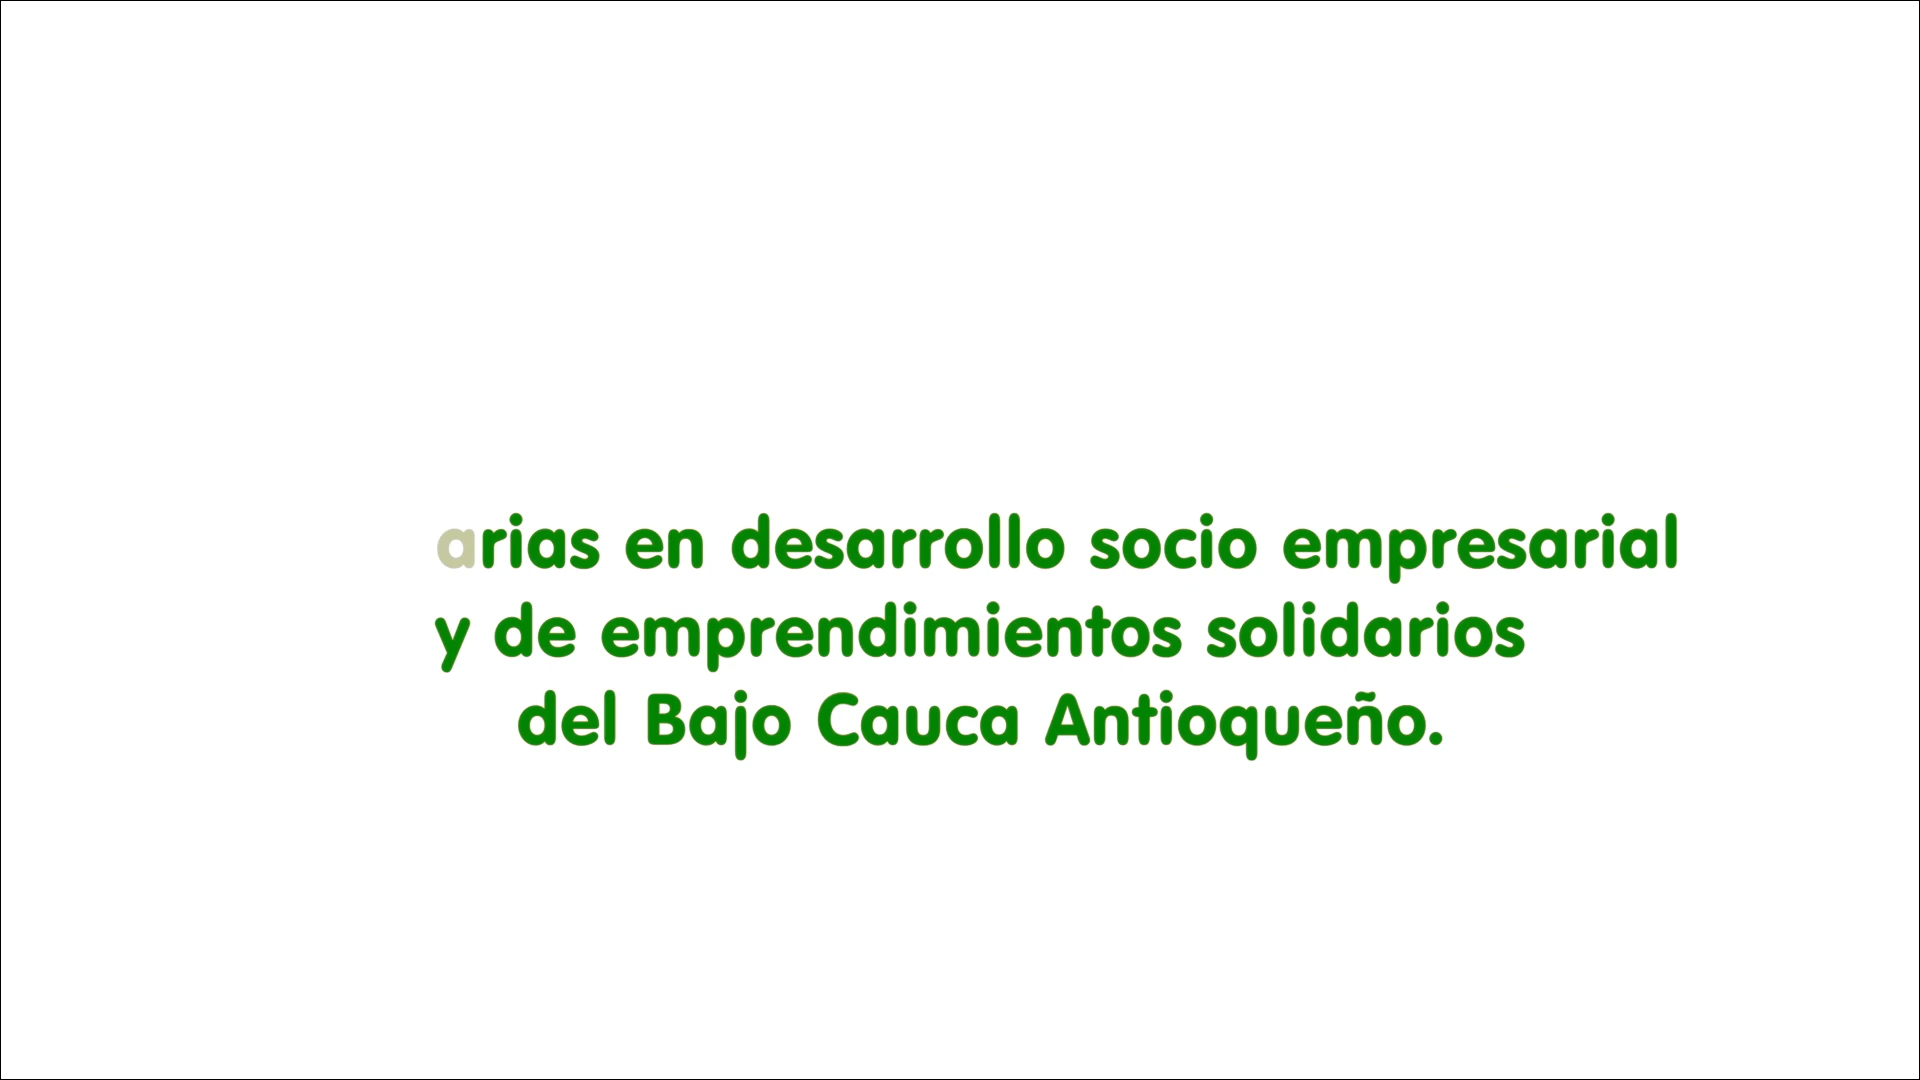 arias en desarrollo socio empresarial
y de emprendimientos solidarios
del Bajo Cauca Antioqueño.